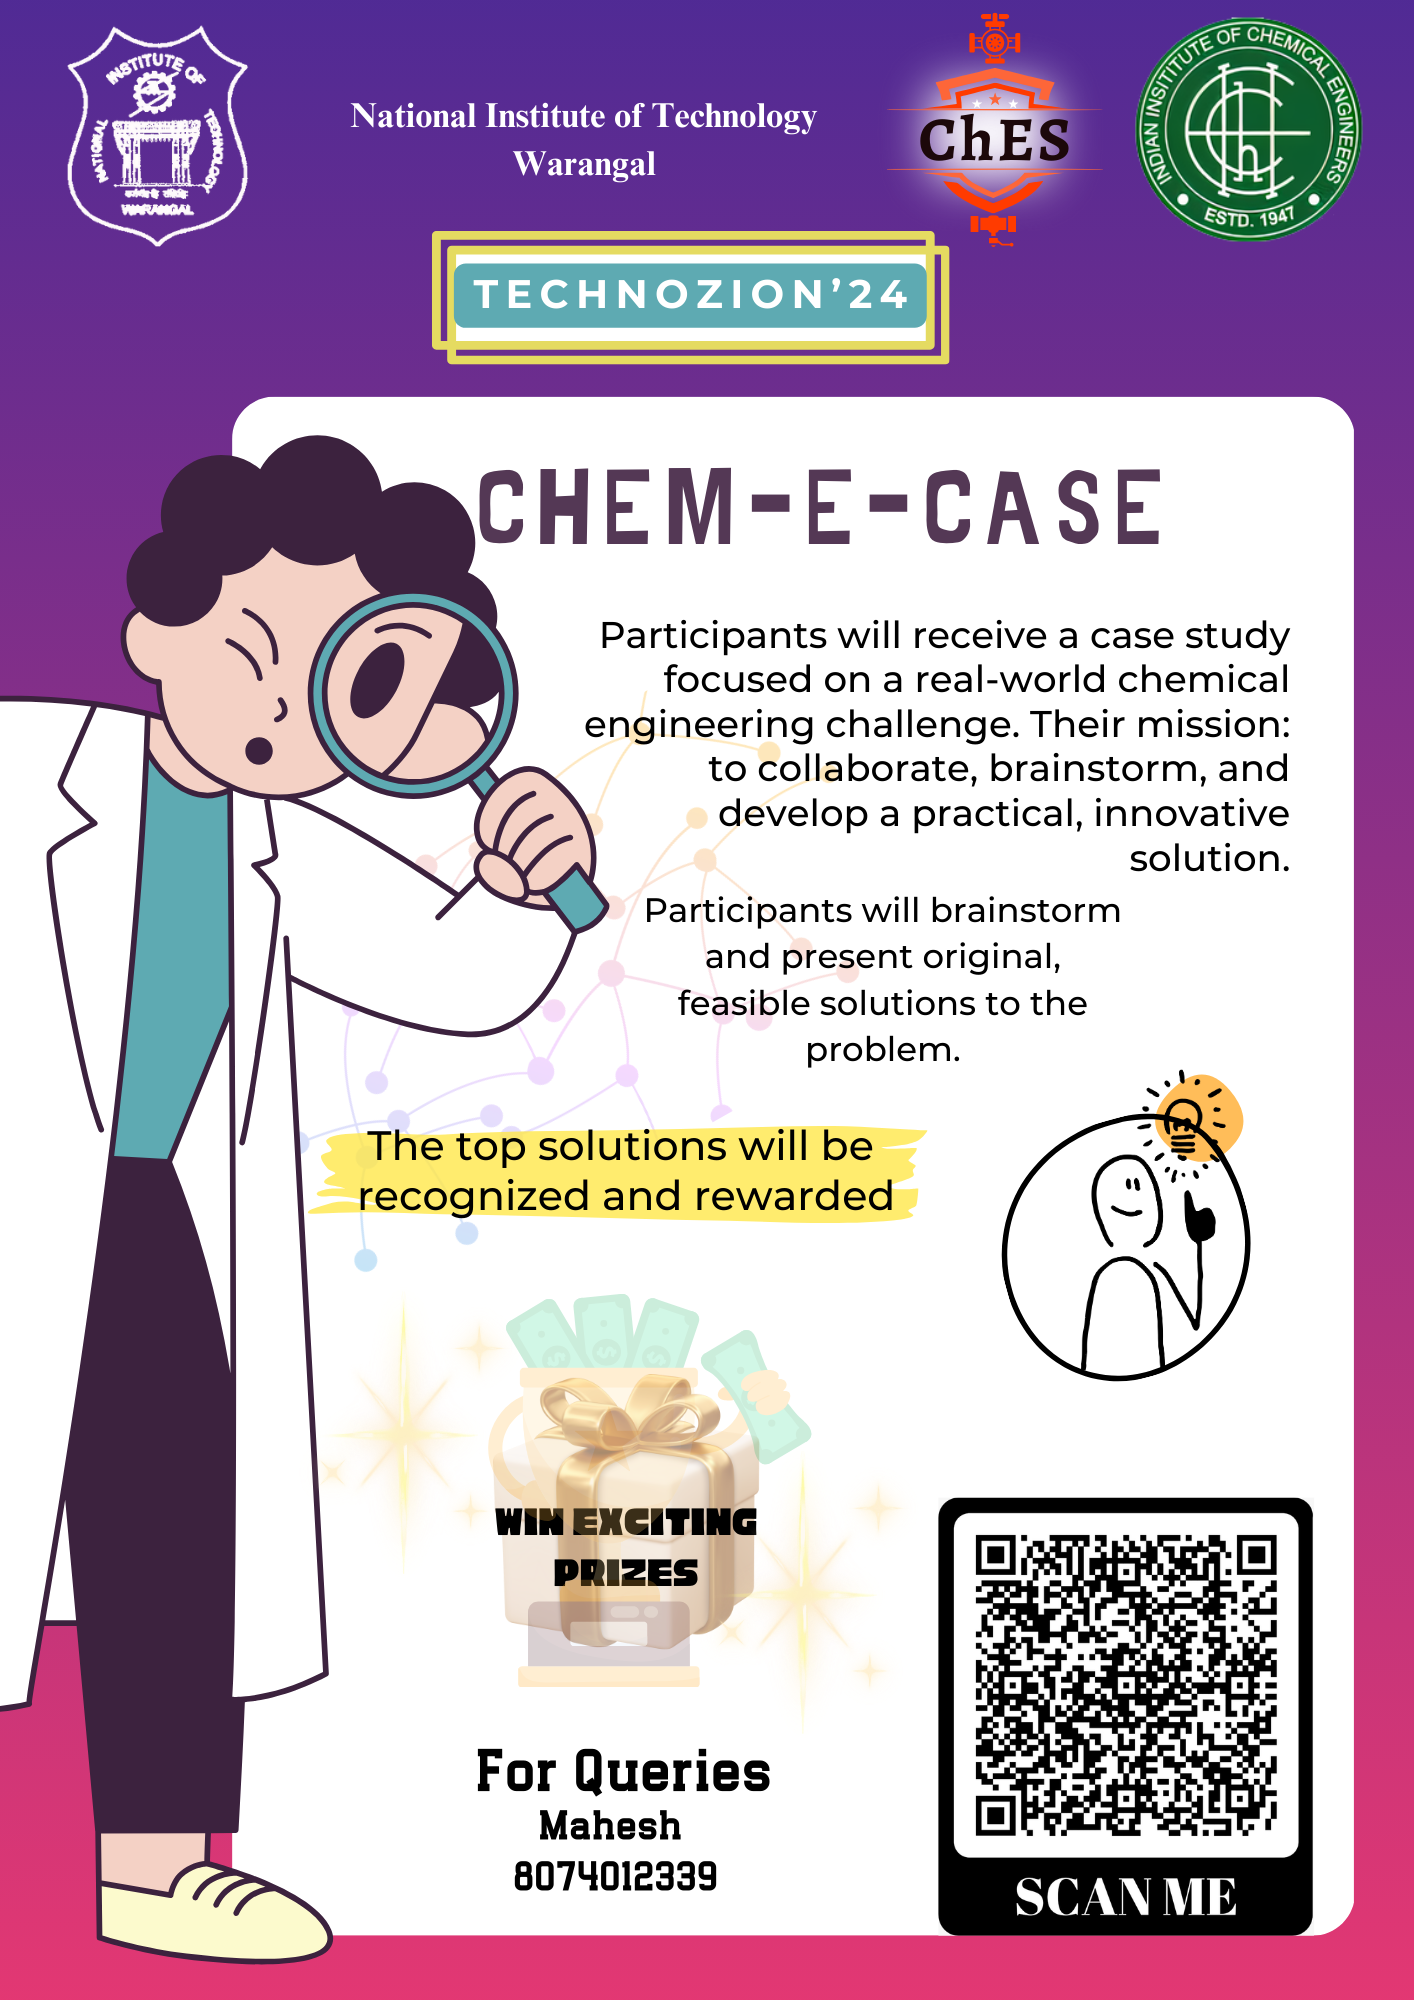 INSTITUTE OF
NATIONAL
TECHNOLOGY
WARANGAL
National Institute of Technology
Warangal
ChES
INDIAN INSITITUTE OF CHEMICAL ENGINEERS
ESTD. 1947
TECHNOZION’24
CHEM-E-CASE
Participants will receive a case study
focused on a real-world chemical
engineering challenge. Their mission:
to collaborate, brainstorm, and
develop a practical, innovative
solution.
Participants will brainstorm
and present original,
feasible solutions to the
problem.
The top solutions will be
recognized and rewarded
WIN EXCITING
PRIZES
For Queries
Mahesh
8074012339
SCAN ME